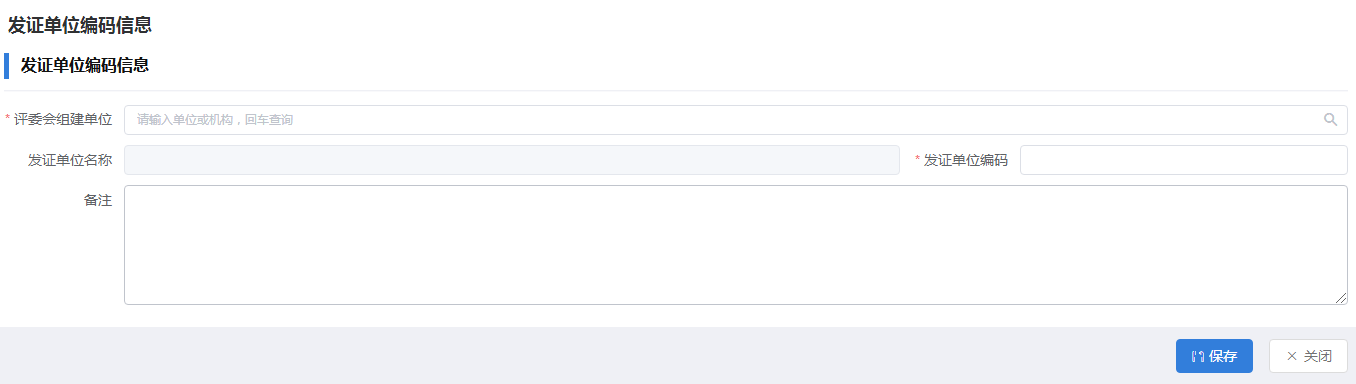 发证单位编码信息
发证单位编码信息
* 评委会组建单位 请输入单位或机构，回车查询
发证单位名称 * 发证单位编码
备注
保存 × 关闭